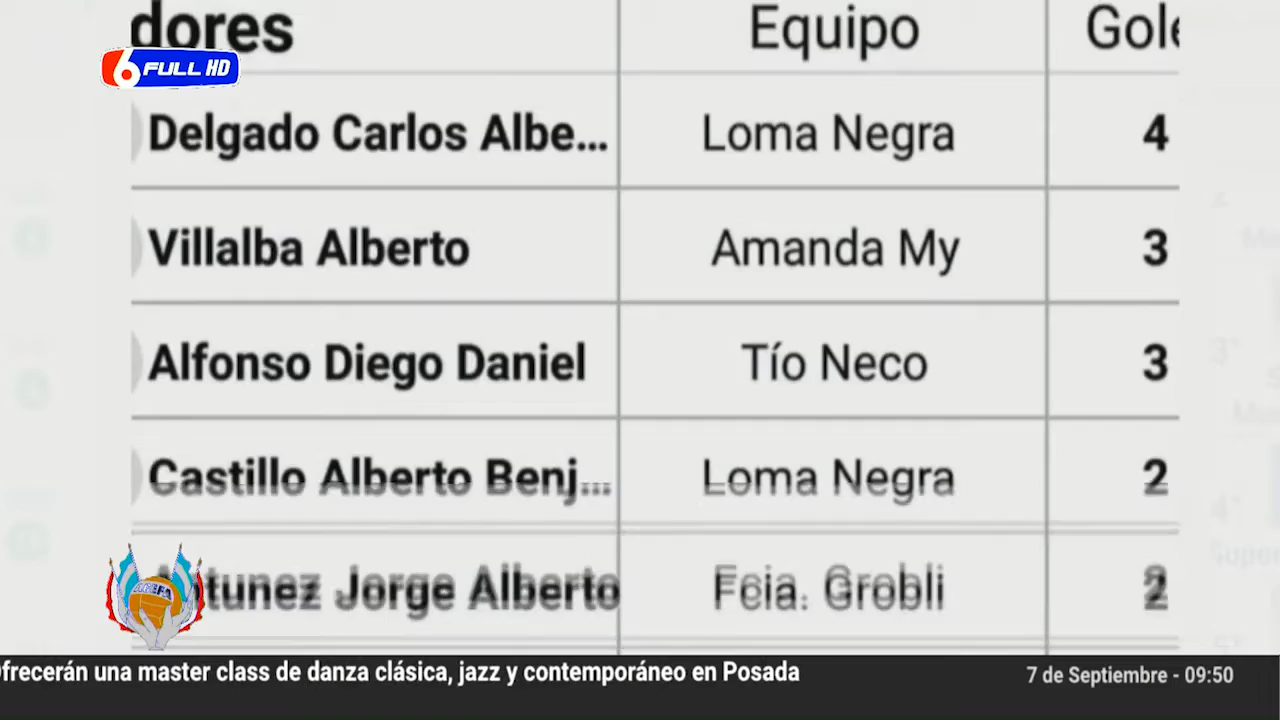 dores Equipo Gole
6 FULL HD
Delgado Carlos Albe... Loma Negra 4
Villalba Alberto Amanda My 3
Alfonso Diego Daniel Tío Neco 3
Castillo Alberto Benj... Loma Negra 2
Antunez Jorge Alberto Fcia. Grobli 2
ofrecerán una master class de danza clásica, jazz y contemporáneo en Posada
7 de Septiembre - 09:50